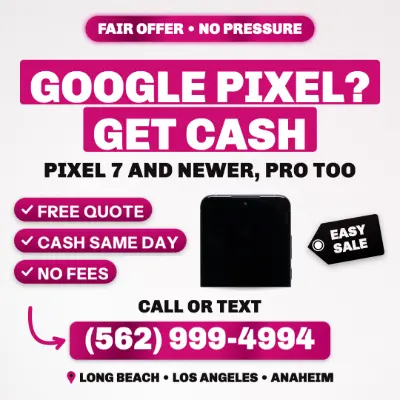 FAIR OFFER • NO PRESSURE
GOOGLE PIXEL?
GET CASH
PIXEL 7 AND NEWER, PRO TOO
FREE QUOTE
CASH SAME DAY
NO FEES
EASY
SALE
CALL OR TEXT
(562) 999-4994
LONG BEACH • LOS ANGELES • ANAHEIM